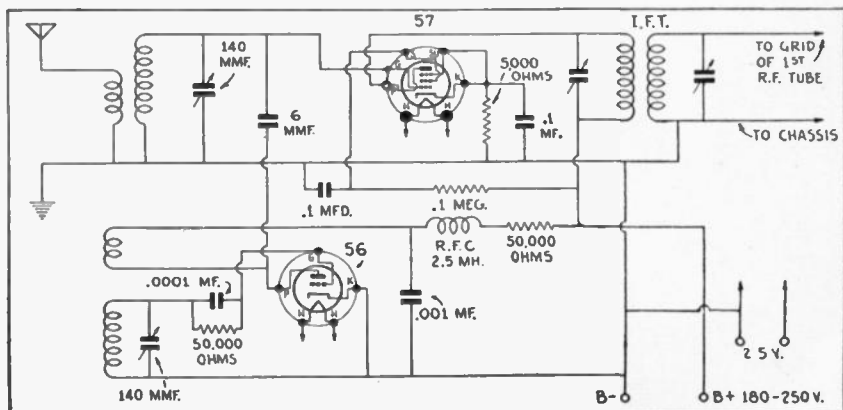 57
I.F.T.
140
MMF.
6
MMF.
5,000
OHMS
.1
MF.
TO GRID
OF 1ST
R.F. TUBE
TO CHASSIS
G
P
K
H
H
.1 MFD.
.1 MEG.
R.F.C
2.5 MH.
50,000
OHMS
56
.0001 MF.
G
P
K
H
H
50,000
OHMS
140 MMF.
.001 MF.
2 5 V.
B-
B+ 180-250 V.